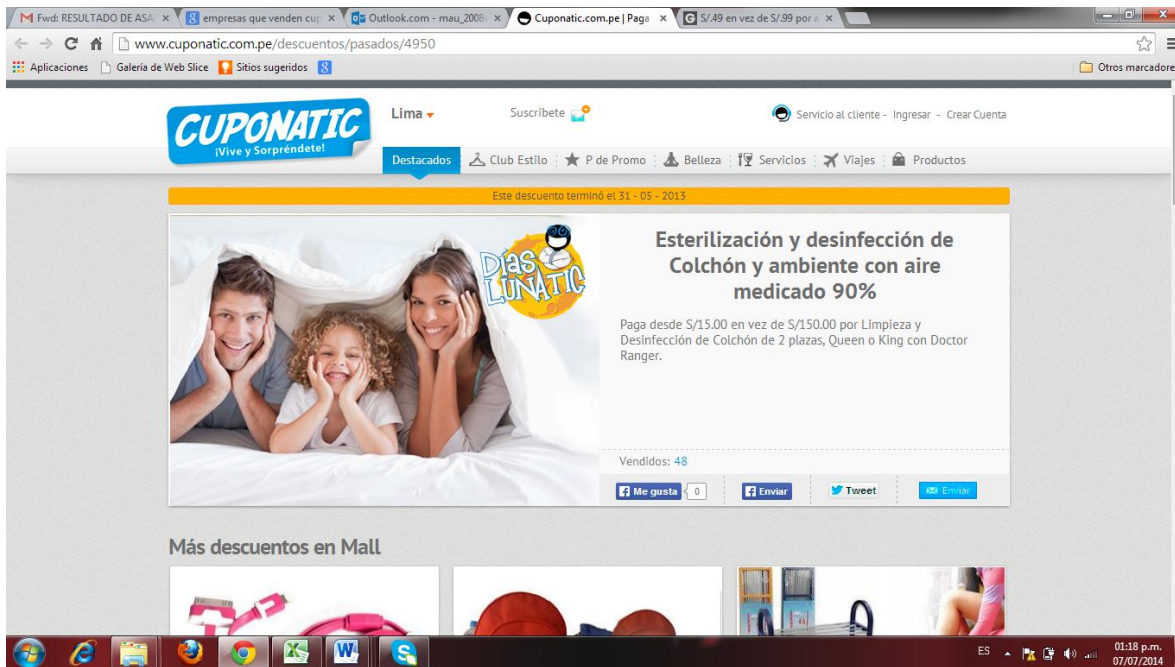 Fwd: RESULTADO DE ASA
empresas que venden cup
Outlook.com - mau_2008
Cuponatic.com.pe | Paga
S/.49 en vez de S/.99 por a
www.cuponatic.com.pe/descuentos/pasados/4950
Aplicaciones Galería de Web Slice Sitios sugeridos Otros marcadore
CUPONATIC
¡Vive y Sorpréndete!
Lima
Suscríbete
Servicio al cliente - Ingresar - Crear Cuenta
Destacados Club Estilo P de Promo Belleza Servicios Viajes Productos
Este descuento terminó el 31 - 05 - 2013
DíAS
LUNATIC
Esterilización y desinfección de
Colchón y ambiente con aire
medicado 90%
Paga desde S/15.00 en vez de S/150.00 por Limpieza y
Desinfección de Colchón de 2 plazas, Queen o King con Doctor
Ranger.
Vendidos: 48
Me gusta 0 Enviar Tweet Enviar
Más descuentos en Mall
ES
01:18 p.m.
07/07/2014